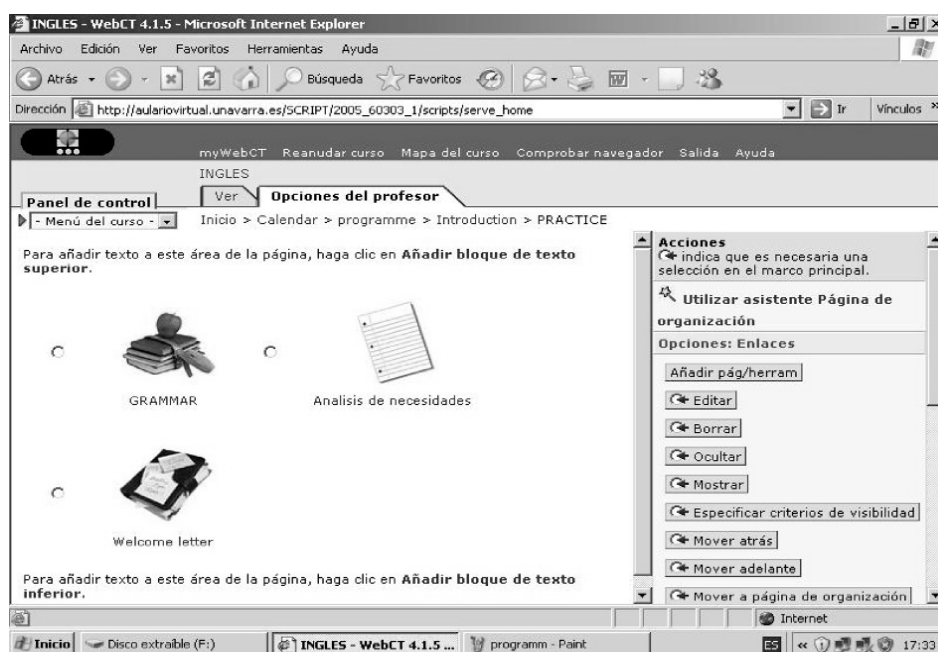 INGLES - WebCT 4.1.5 - Microsoft Internet Explorer
Archivo Edición Ver Favoritos Herramientas Ayuda
Atrás Búsqueda Favoritos
Dirección http://aulariovirtual.unavarra.es/SCRIPT/2005_60303_1/scripts/serve_home Ir Vínculos »
myWebCT Reanudar curso Mapa del curso Comprobar navegador Salida Ayuda
INGLES
Panel de control Ver Opciones del profesor
- Menú del curso - Inicio > Calendar > programme > Introduction > PRACTICE
Para añadir texto a este área de la página, haga clic en Añadir bloque de texto
superior.
GRAMMAR Analisis de necesidades
Welcome letter
Para añadir texto a este área de la página, haga clic en Añadir bloque de texto
inferior.
Acciones
indica que es necesaria una
selección en el marco principal.
Utilizar asistente Página de
organización
Opciones: Enlaces
Añadir pág/herram
Editar
Borrar
Ocultar
Mostrar
Especificar criterios de visibilidad
Mover atrás
Mover adelante
Mover a página de organización
Internet
Inicio Disco extraíble (F:) INGLES - WebCT 4.1.5 ... programm - Paint ES « 17:33